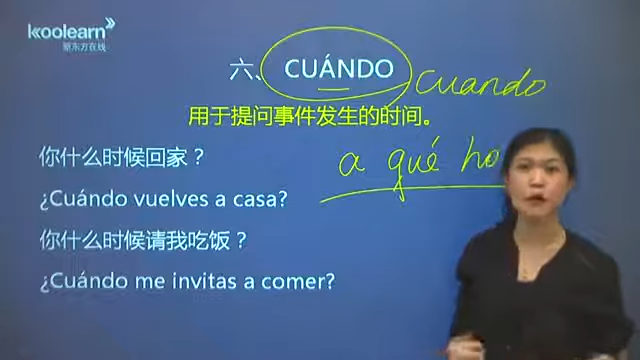 koolearn
新东方在线
六、CUÁNDO
cuando
用于提问事件发生的时间。
你什么时候回家？
a qué
¿Cuándo vuelves a casa?
你什么时候请我吃饭？
¿Cuándo me invitas a comer?